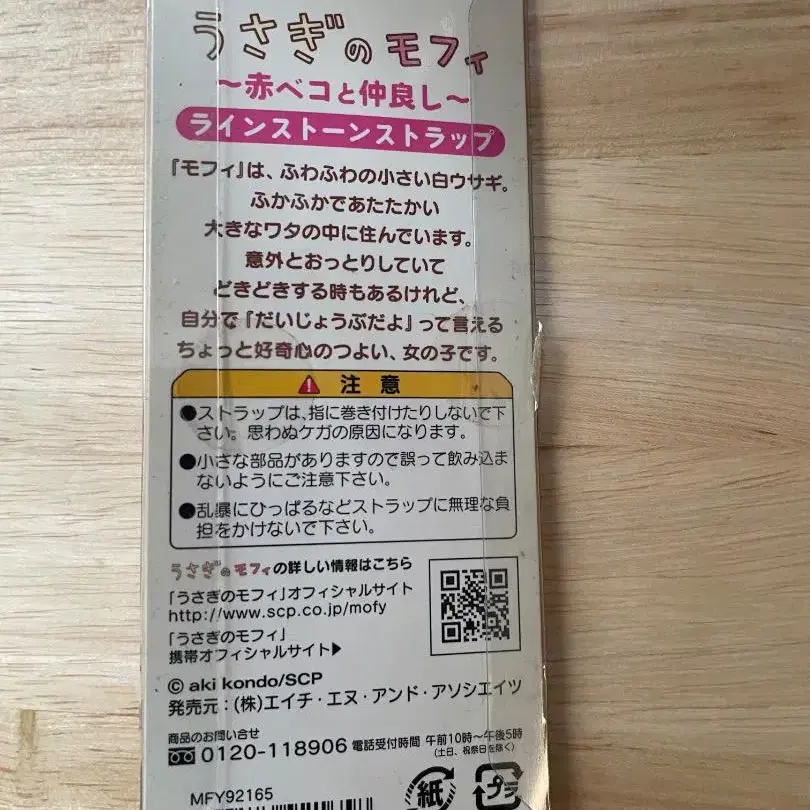 うさぎのモフィ
～赤ベコと仲良し～
ラインストーンストラップ
『モフィ』は、ふわふわの小さい白ウサギ。
ふかふかであたたかい
大きなワタの中に住んでいます。
意外とおっとりしていて
どきどきする時もあるけれど、
自分で『だいじょうぶだよ』って言える
ちょっと好奇心のつよい、女の子です。
注意
●ストラップは、指に巻き付けたりしないで下
さい。思わぬケガの原因になります。
●小さな部品がありますので誤って飲み込ま
ないようにご注意下さい。
●乱暴にひっぱるなどストラップに無理な負
担をかけないで下さい。
うさぎのモフィの詳しい情報はこちら
「うさぎのモフィ」オフィシャルサイト
http://www.scp.co.jp/mofy
「うさぎのモフィ」
携帯オフィシャルサイト▶
© aki kondo/SCP
発売元：(株)エイチ・エヌ・アンド・アソシエイツ
商品のお問い合せ
0120-118906 電話受付時間 午前10時～午後5時
(土日、祝祭日を除く)
MFY92165
紙
プラ